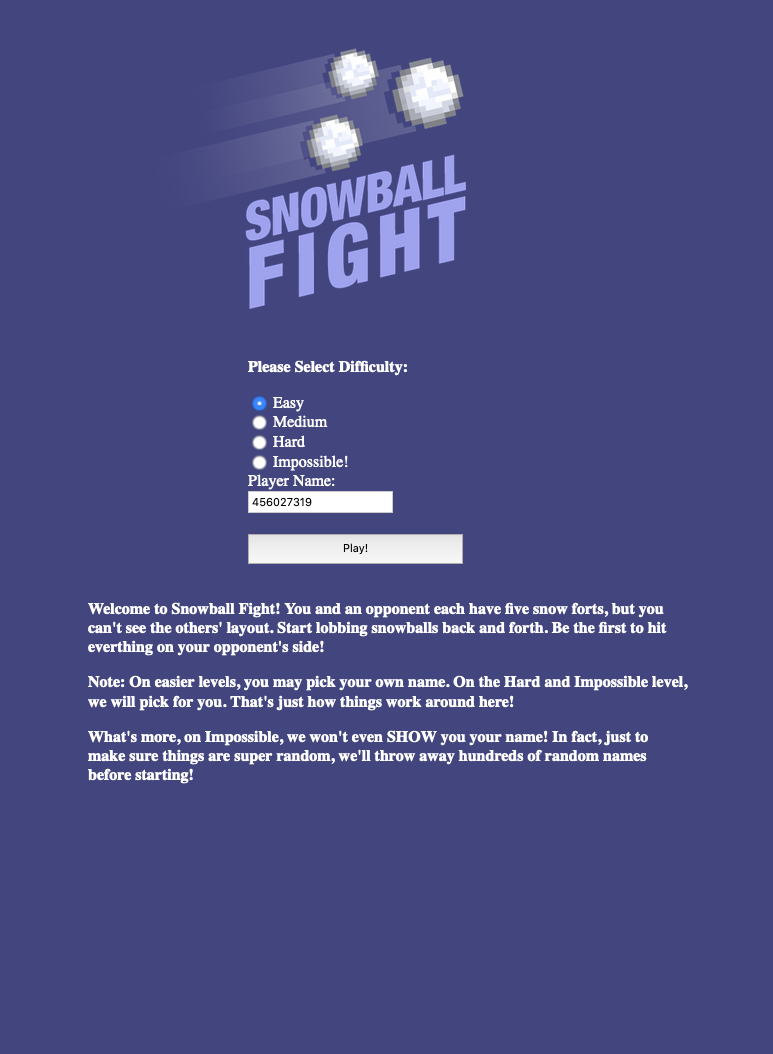 SNOWBALL
FIGHT
Please Select Difficulty:
Easy
Medium
Hard
Impossible!
Player Name:
456027319
Play!
Welcome to Snowball Fight! You and an opponent each have five snow forts, but you
can't see the others' layout. Start lobbing snowballs back and forth. Be the first to hit
everthing on your opponent's side!
Note: On easier levels, you may pick your own name. On the Hard and Impossible level,
we will pick for you. That's just how things work around here!
What's more, on Impossible, we won't even SHOW you your name! In fact, just to
make sure things are super random, we'll throw away hundreds of random names
before starting!